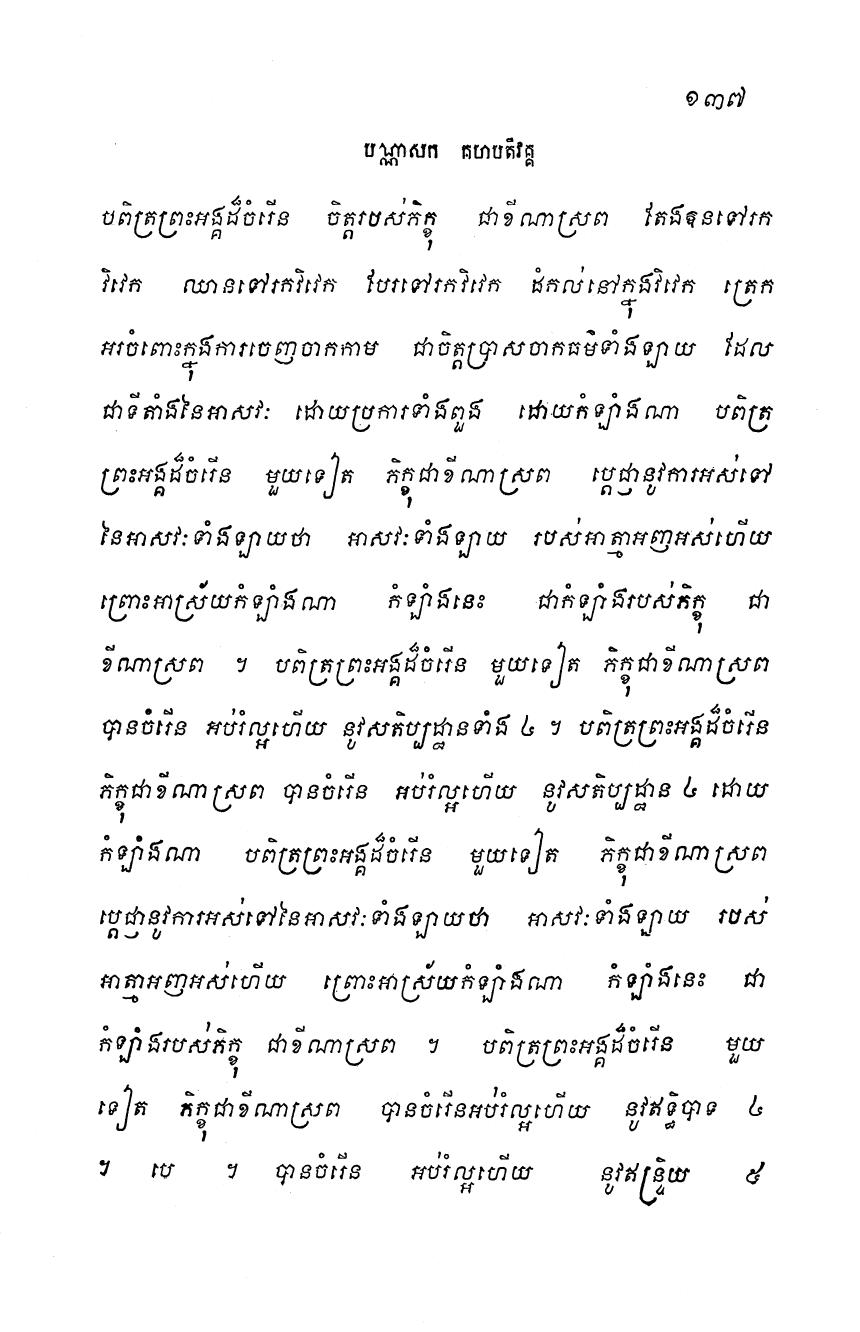 ១៣៧
បណ្ណាសក គហបតិវគ្គ
បពិត្រព្រះអង្គដ៏ចំរើន ចិត្តរបស់ភិក្ខុ ជាខីណាស្រព តែងឱនទៅរក
វិវេក ឈានទៅរកវិវេក បែរទៅរកវិវេក ដំកល់នៅក្នុងវិវេក ត្រេក
អរចំពោះក្នុងការចេញចាកកាម ជាចិត្តប្រាសចាកធម៌ទាំងឡាយ ដែល
ជាទីតាំងនៃអាសវៈ ដោយប្រការទាំងពួង ដោយកំឡាំងណា បពិត្រ
ព្រះអង្គដ៏ចំរើន មួយទៀត ភិក្ខុជាខីណាស្រព ប្តេជ្ញានូវការអស់ទៅ
នៃអាសវៈទាំងឡាយថា អាសវៈទាំងឡាយ របស់អាត្មាអញអស់ហើយ
ព្រោះអាស្រ័យកំឡាំងណា កំឡាំងនេះ ជាកំឡាំងរបស់ភិក្ខុ ជា
ខីណាស្រព ។ បពិត្រព្រះអង្គដ៏ចំរើន មួយទៀត ភិក្ខុជាខីណាស្រព
បានចំរើន អប់រំល្អហើយ នូវសតិប្បដ្ឋានទាំង ៤ ។ បពិត្រព្រះអង្គដ៏ចំរើន
ភិក្ខុជាខីណាស្រព បានចំរើន អប់រំល្អហើយ នូវសតិប្បដ្ឋាន ៤ ដោយ
កំឡាំងណា បពិត្រព្រះអង្គដ៏ចំរើន មួយទៀត ភិក្ខុជាខីណាស្រព
ប្តេជ្ញានូវការអស់ទៅនៃអាសវៈទាំងឡាយថា អាសវៈទាំងឡាយ របស់
អាត្មាអញអស់ហើយ ព្រោះអាស្រ័យកំឡាំងណា កំឡាំងនេះ ជា
កំឡាំងរបស់ភិក្ខុ ជាខីណាស្រព ។ បពិត្រព្រះអង្គដ៏ចំរើន មួយ
ទៀត ភិក្ខុជាខីណាស្រព បានចំរើនអប់រំល្អហើយ នូវឥទ្ធិបាទ ៤
។ បេ ។ បានចំរើន អប់រំល្អហើយ នូវឥន្ទ្រិយ ៥